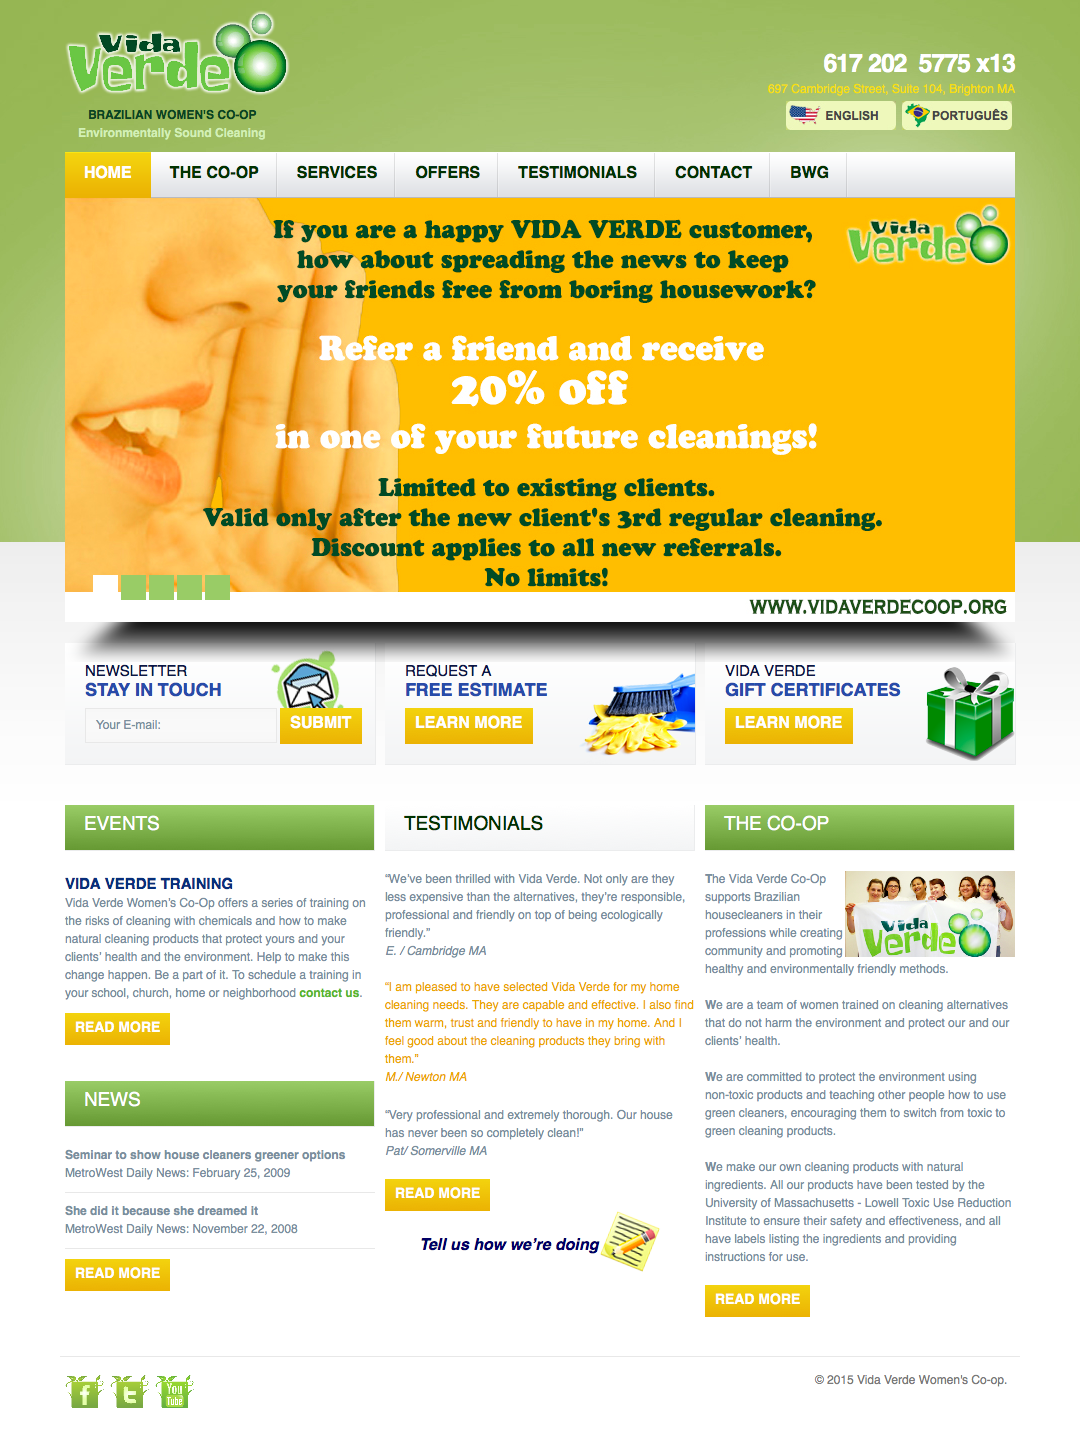 Vida
Verde
BRAZILIAN WOMEN'S CO-OP
Environmentally Sound Cleaning
617 202  5775 x13
697 Cambridge Street, Suite 104, Brighton MA
ENGLISH
PORTUGUÊS
HOME
THE CO-OP
SERVICES
OFFERS
TESTIMONIALS
CONTACT
BWG
If you are a happy VIDA VERDE customer,
how about spreading the news to keep
your friends free from boring housework?
Vida
Verde
Refer a friend and receive
20% off
in one of your future cleanings!
Limited to existing clients.
Valid only after the new client's 3rd regular cleaning.
Discount applies to all new referrals.
No limits!
WWW.VIDAVERDECOOP.ORG
NEWSLETTER
STAY IN TOUCH
Your E-mail:
SUBMIT
REQUEST A
FREE ESTIMATE
LEARN MORE
VIDA VERDE
GIFT CERTIFICATES
LEARN MORE
EVENTS
VIDA VERDE TRAINING
Vida Verde Women's Co-Op offers a series of training on
the risks of cleaning with chemicals and how to make
natural cleaning products that protect yours and your
clients' health and the environment. Help to make this
change happen. Be a part of it. To schedule a training in
your school, church, home or neighborhood contact us.
READ MORE
NEWS
Seminar to show house cleaners greener options
MetroWest Daily News: February 25, 2009
She did it because she dreamed it
MetroWest Daily News: November 22, 2008
READ MORE
TESTIMONIALS
“We've been thrilled with Vida Verde. Not only are they
less expensive than the alternatives, they're responsible,
professional and friendly on top of being ecologically
friendly.”
E. / Cambridge MA
“I am pleased to have selected Vida Verde for my home
cleaning needs. They are capable and effective. I also find
them warm, trust and friendly to have in my home. And I
feel good about the cleaning products they bring with
them.”
M./ Newton MA
“Very professional and extremely thorough. Our house
has never been so completely clean!”
Pat/ Somerville MA
READ MORE
Tell us how we're doing
THE CO-OP
The Vida Verde Co-Op
supports Brazilian
housecleaners in their
professions while creating
community and promoting
healthy and environmentally friendly methods.
Vida
Verde
We are a team of women trained on cleaning alternatives
that do not harm the environment and protect our and our
clients' health.
We are committed to protect the environment using
non-toxic products and teaching other people how to use
green cleaners, encouraging them to switch from toxic to
green cleaning products.
We make our own cleaning products with natural
ingredients. All our products have been tested by the
University of Massachusetts - Lowell Toxic Use Reduction
Institute to ensure their safety and effectiveness, and all
have labels listing the ingredients and providing
instructions for use.
READ MORE
f
t
You
Tube
© 2015 Vida Verde Women's Co-op.